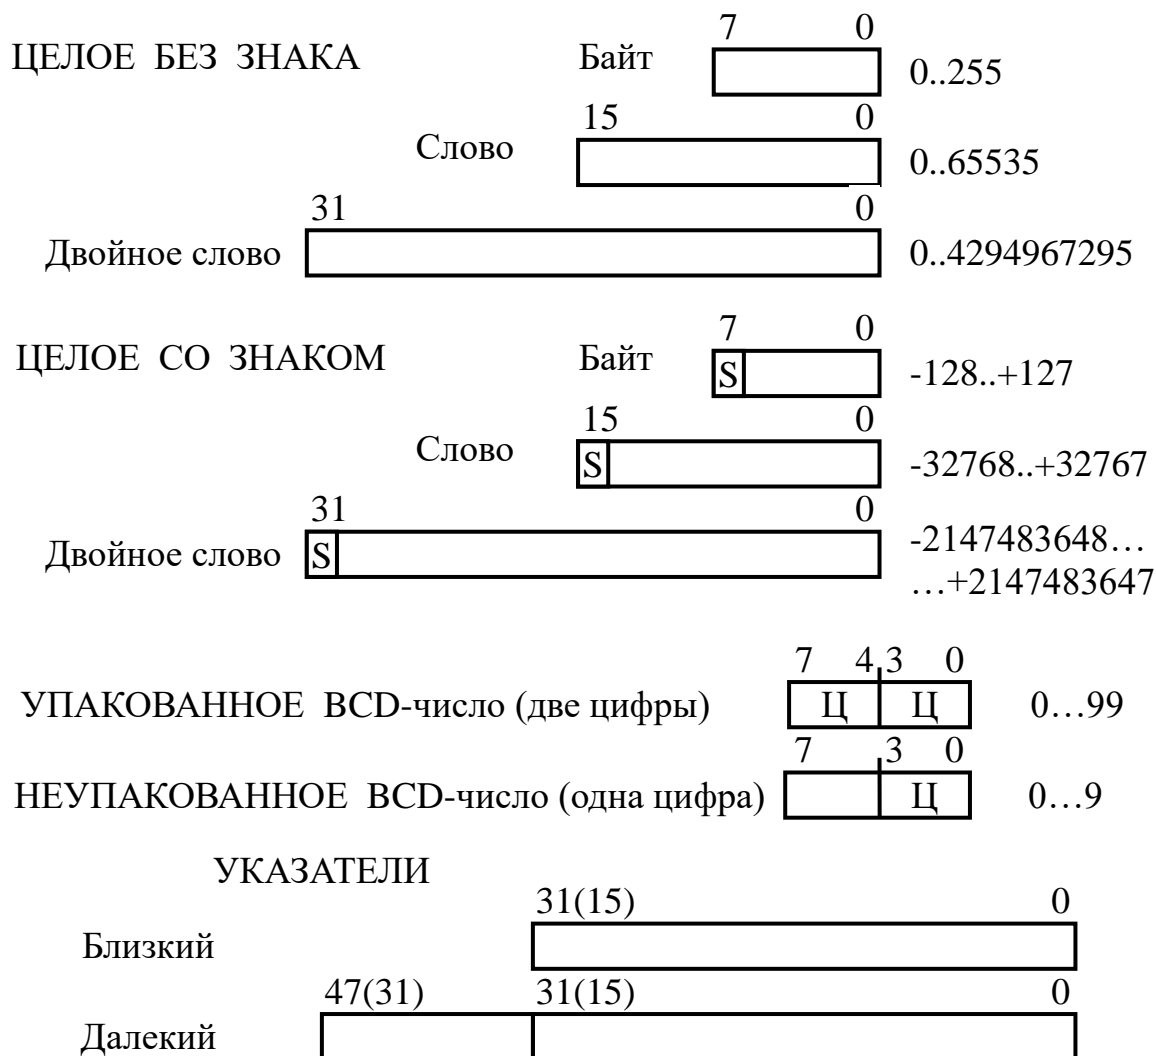 7 0
ЦЕЛОЕ БЕЗ ЗНАКА Байт 0..255
15 0
Слово 0..65535
31 0
Двойное слово 0..4294967295
7 0
ЦЕЛОЕ СО ЗНАКОМ Байт S -128..+127
15 0
Слово S -32768..+32767
31 0
Двойное слово S -2147483648…
…+2147483647
7 4 3 0
УПАКОВАННОЕ BCD-число (две цифры) Ц Ц 0…99
7 3 0
НЕУПАКОВАННОЕ BCD-число (одна цифра) Ц 0…9
УКАЗАТЕЛИ
31(15) 0
Близкий
47(31) 31(15) 0
Далекий